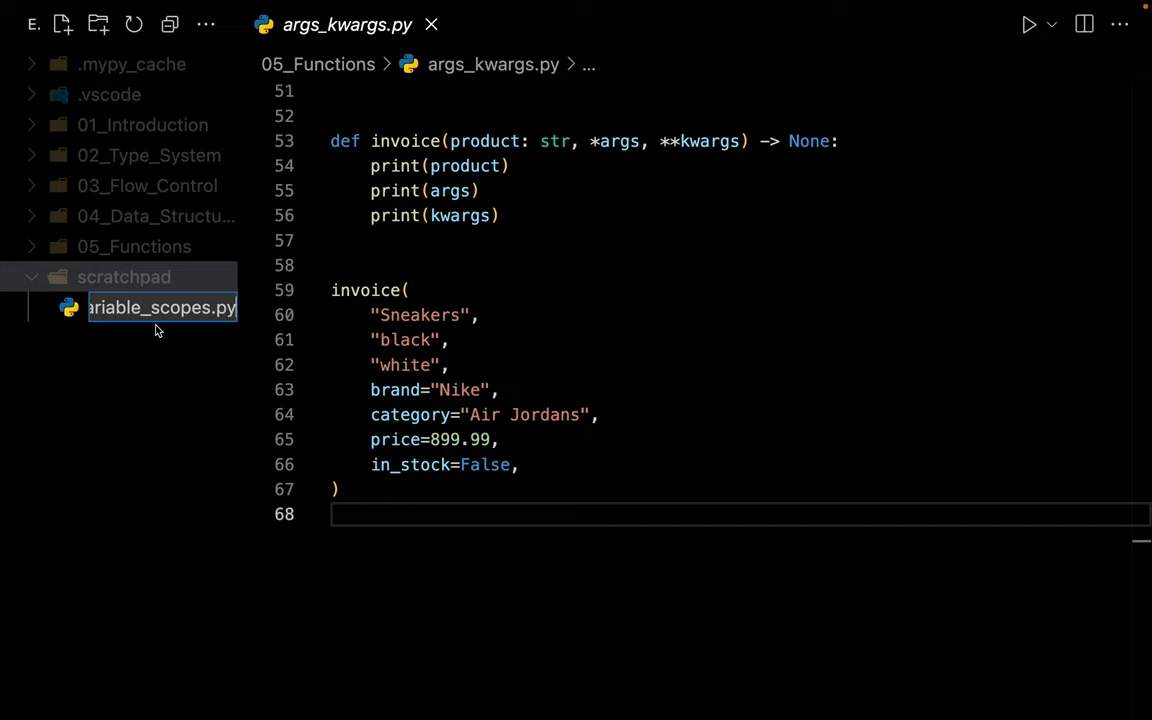 E.
args_kwargs.py
.mypy_cache
.vscode
01_Introduction
02_Type_System
03_Flow_Control
04_Data_Structu...
05_Functions
scratchpad
ariable_scopes.py
05_Functions > args_kwargs.py > ...
51
52
53 def invoice(product: str, *args, **kwargs) -> None:
54 print(product)
55 print(args)
56 print(kwargs)
57
58
59 invoice(
60 "Sneakers",
61 "black",
62 "white",
63 brand="Nike",
64 category="Air Jordans",
65 price=899.99,
66 in_stock=False,
67 )
68